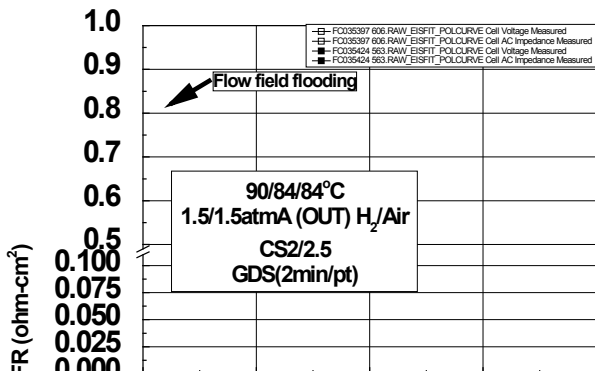 1.0
FC035397 606.RAW_EISFIT_POLCURVE Cell Voltage Measured
FC035397 606.RAW_EISFIT_POLCURVE Cell AC Impedance Measured
FC035424 563.RAW_EISFIT_POLCURVE Cell Voltage Measured
FC035424 563.RAW_EISFIT_POLCURVE Cell AC Impedance Measured
0.9
Flow field flooding
0.8
0.7
90/84/84°C
0.6
1.5/1.5atmA (OUT) H₂/Air
0.5
CS2/2.5
0.100
GDS(2min/pt)
0.075
0.050
0.025
0.000
FR (ohm-cm²)